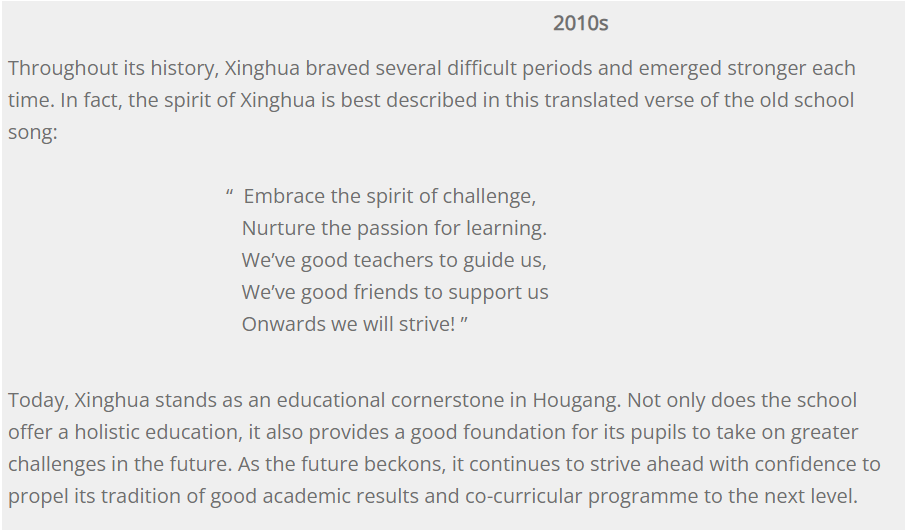 2010s
Throughout its history, Xinghua braved several difficult periods and emerged stronger each
time. In fact, the spirit of Xinghua is best described in this translated verse of the old school
song:
“ Embrace the spirit of challenge,
Nurture the passion for learning.
We’ve good teachers to guide us,
We’ve good friends to support us
Onwards we will strive! ”
Today, Xinghua stands as an educational cornerstone in Hougang. Not only does the school
offer a holistic education, it also provides a good foundation for its pupils to take on greater
challenges in the future. As the future beckons, it continues to strive ahead with confidence to
propel its tradition of good academic results and co-curricular programme to the next level.